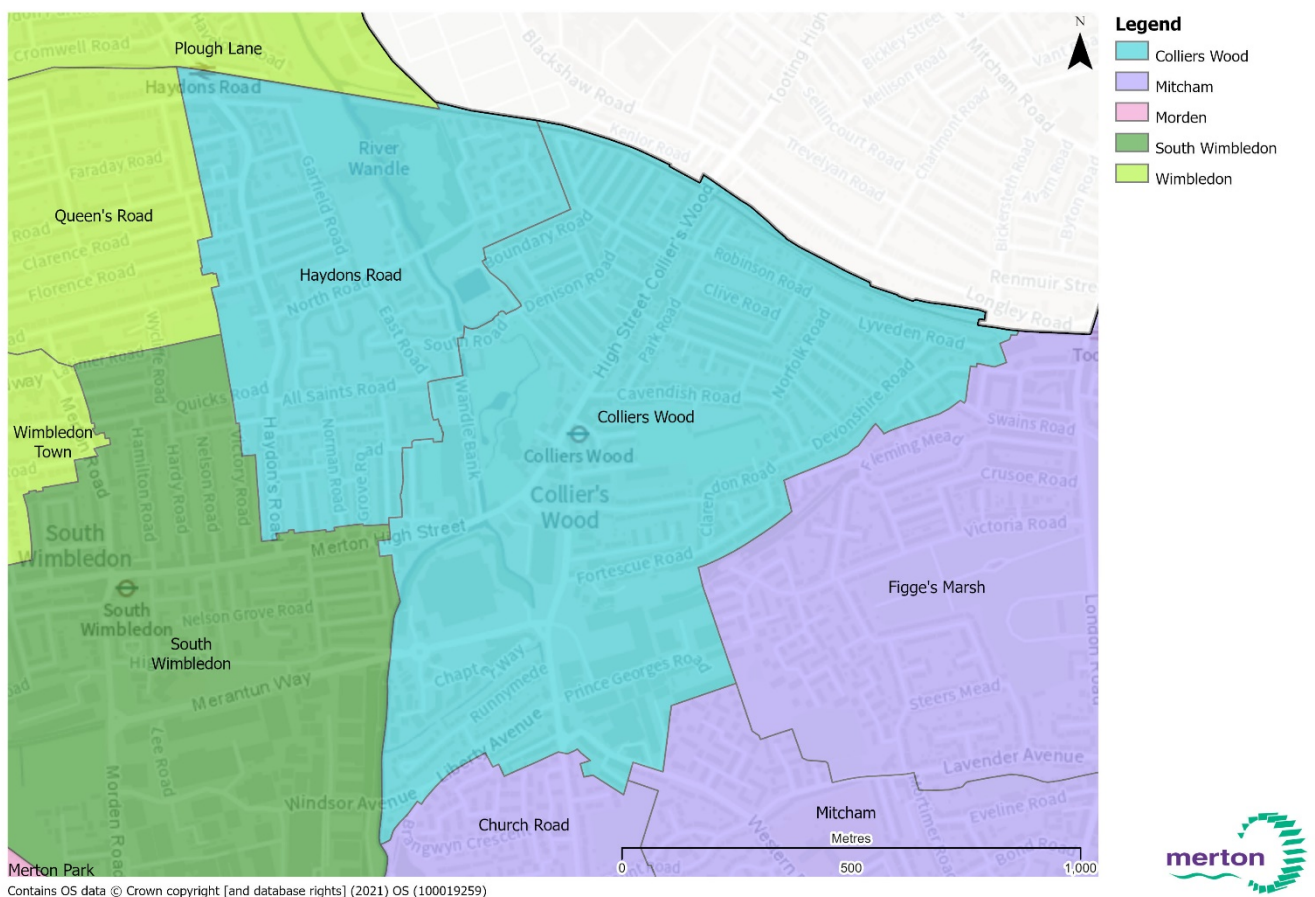 Cromwell Road
Plough Lane
Haydons Road
Blackshaw Road
Tooting High
Bickley Street
Mitcham Road
Sellincourt Road
Trevelyan Road
Charlmont Road
Bickersteth Road
Byton Road
Renmuir Stre
Longley Road
N
Faraday Road
Queen's Road
Clarence Road
Florence Road
Garfield Road
River
Wandle
Haydons Road
North Road
East Road
South Road
Boundary Road
Denison Road
High Street Collier's Wood
Park Road
Robinson Road
Clive Road
Norfolk Road
Lyveden Road
Cavendish Road
Devonshire Road
Colliers Wood
Colliers Wood
Collier's
Wood
Wandle Bank
All Saints Road
Quicks Road
Haydon's Road
Norman Road
Victory Road
Nelson Road
Hardy Road
Hamilton Road
Wimbledon
Town
South
Wimbledon
Merton High Street
South
Wimbledon
Nelson Grove Road
South
Wimbledon
Merantun Way
Lee Road
Morden Road
Windsor Avenue
Merton Park
Clarendon Road
Fortescue Road
Prince Georges Road
Runnymede
Liberty Avenue
Church Road
Fleming Mead
Swains Road
Crusoe Road
Victoria Road
Figge's Marsh
London Road
Steers Mead
Lavender Avenue
Mitcham
Eveline Road
Bond Road
Metres
0 500 1,000
Legend
Colliers Wood
Mitcham
Morden
South Wimbledon
Wimbledon
merton
Contains OS data © Crown copyright [and database rights] (2021) OS (100019259)